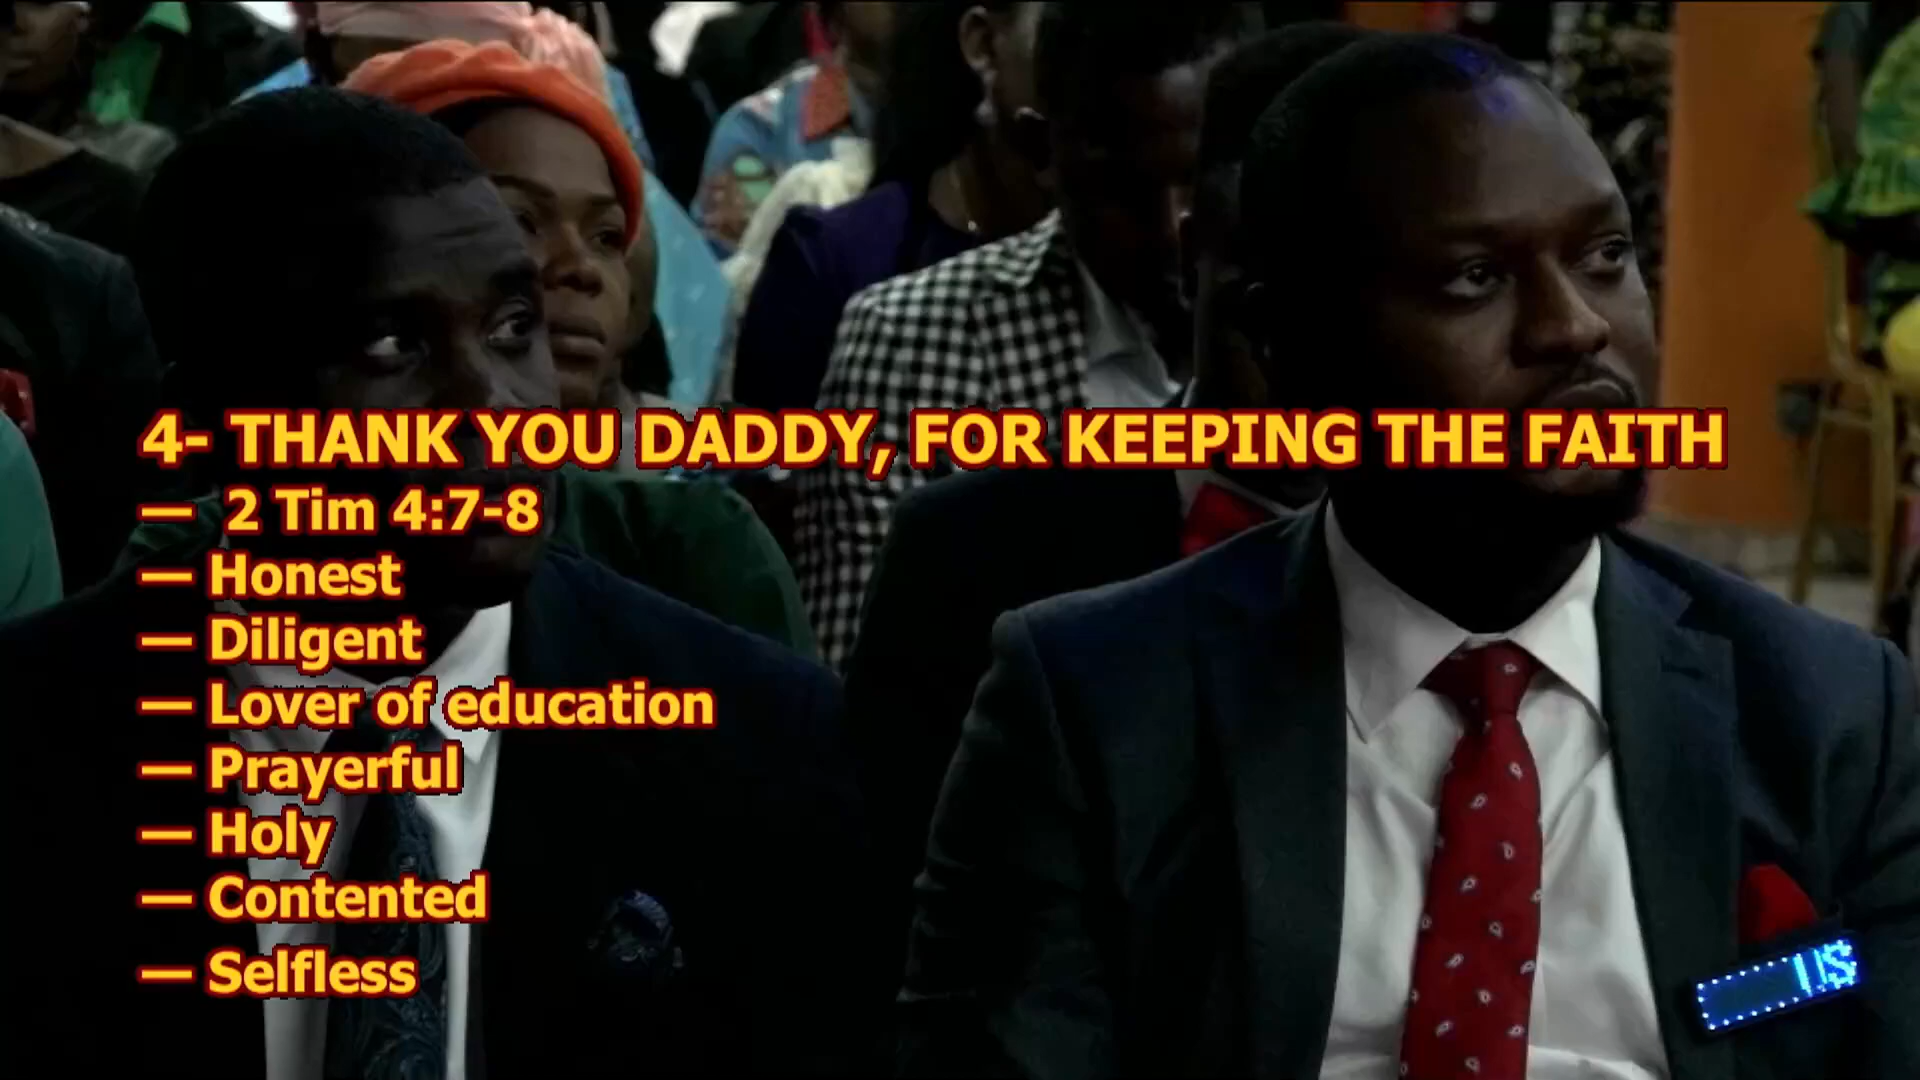 4- THANK YOU DADDY, FOR KEEPING THE FAITH
— 2 Tim 4:7-8
— Honest
— Diligent
— Lover of education
— Prayerful
— Holy
— Contented
— Selfless
US